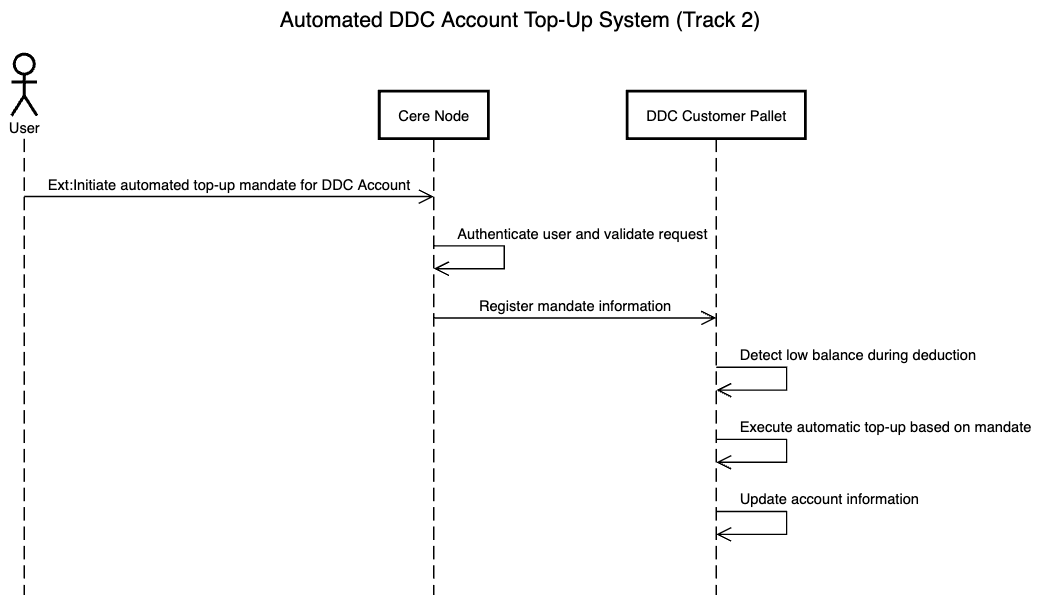 Automated DDC Account Top-Up System (Track 2)
User
Cere Node
DDC Customer Pallet
Ext:Initiate automated top-up mandate for DDC Account
Authenticate user and validate request
Register mandate information
Detect low balance during deduction
Execute automatic top-up based on mandate
Update account information